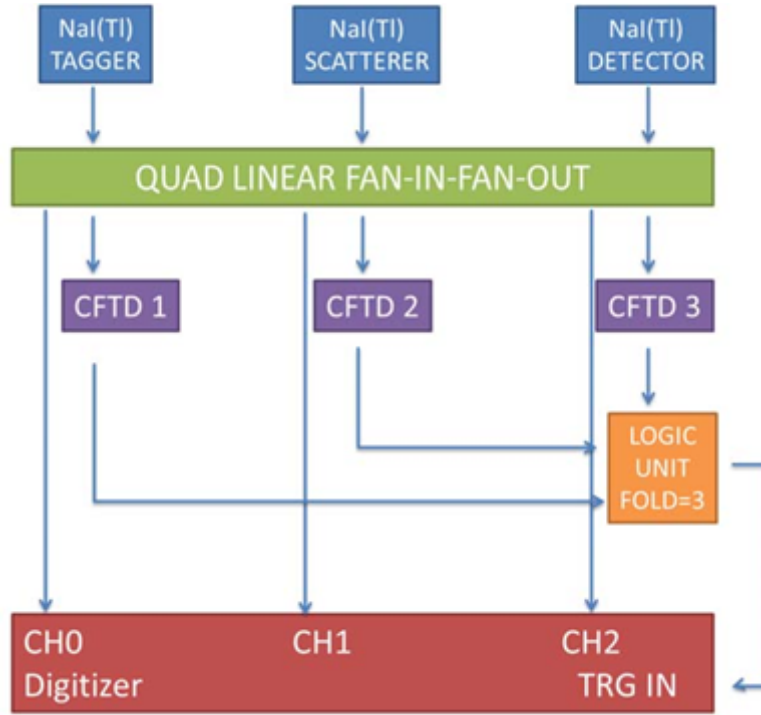 NaI(Tl)
TAGGER
NaI(Tl)
SCATTERER
NaI(Tl)
DETECTOR
QUAD LINEAR FAN-IN-FAN-OUT
CFTD 1
CFTD 2
CFTD 3
LOGIC
UNIT
FOLD=3
CH0
CH1
CH2
Digitizer
TRG IN